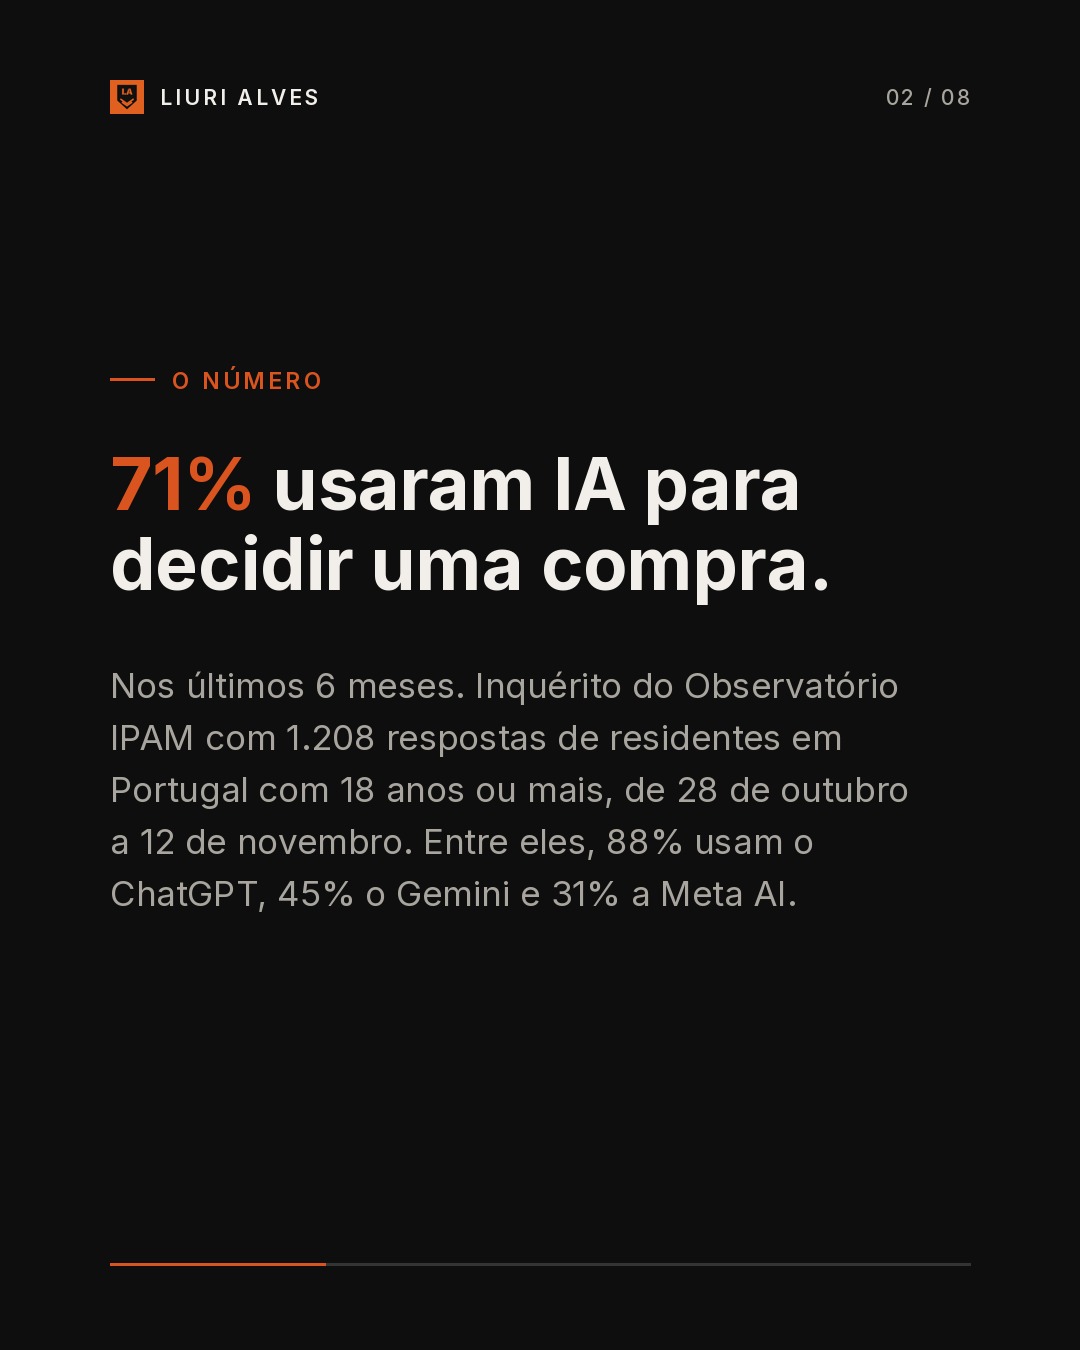 LA
LIURI ALVES
02 / 08
O NÚMERO
71% usaram IA para
decidir uma compra.
Nos últimos 6 meses. Inquérito do Observatório
IPAM com 1.208 respostas de residentes em
Portugal com 18 anos ou mais, de 28 de outubro
a 12 de novembro. Entre eles, 88% usam o
ChatGPT, 45% o Gemini e 31% a Meta AI.